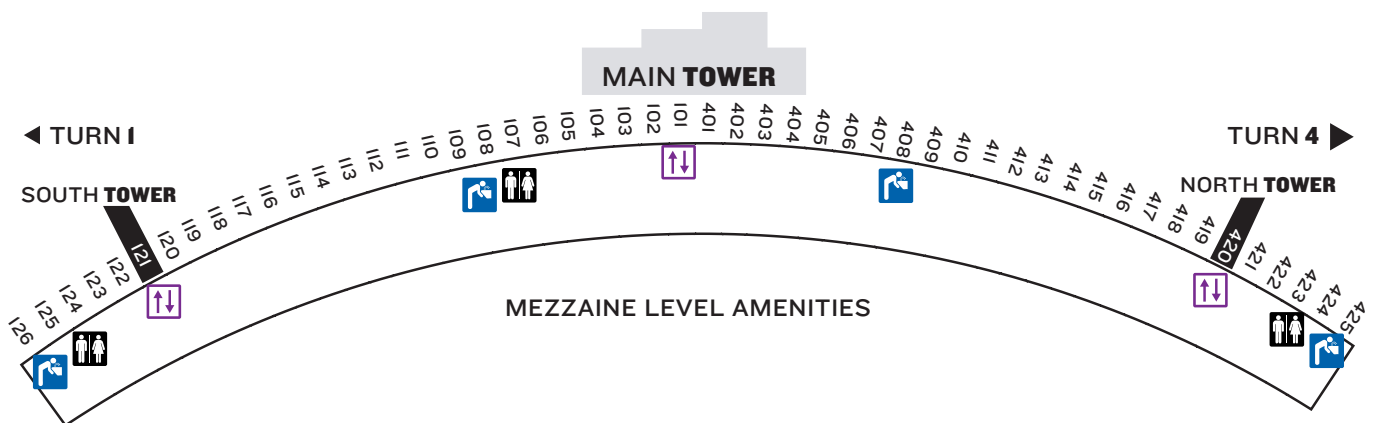 MAIN TOWER
TURN 1
TURN 4
SOUTH TOWER
NORTH TOWER
126 125 124 123 122 121 120 119 118 117 116 115 114 113 112 111 110 109 108 107 106 105 104 103 102 101 401 402 403 404 405 406 407 408 409 410 411 412 413 414 415 416 417 418 419 420 421 422 423 424 425
MEZZAINE LEVEL AMENITIES